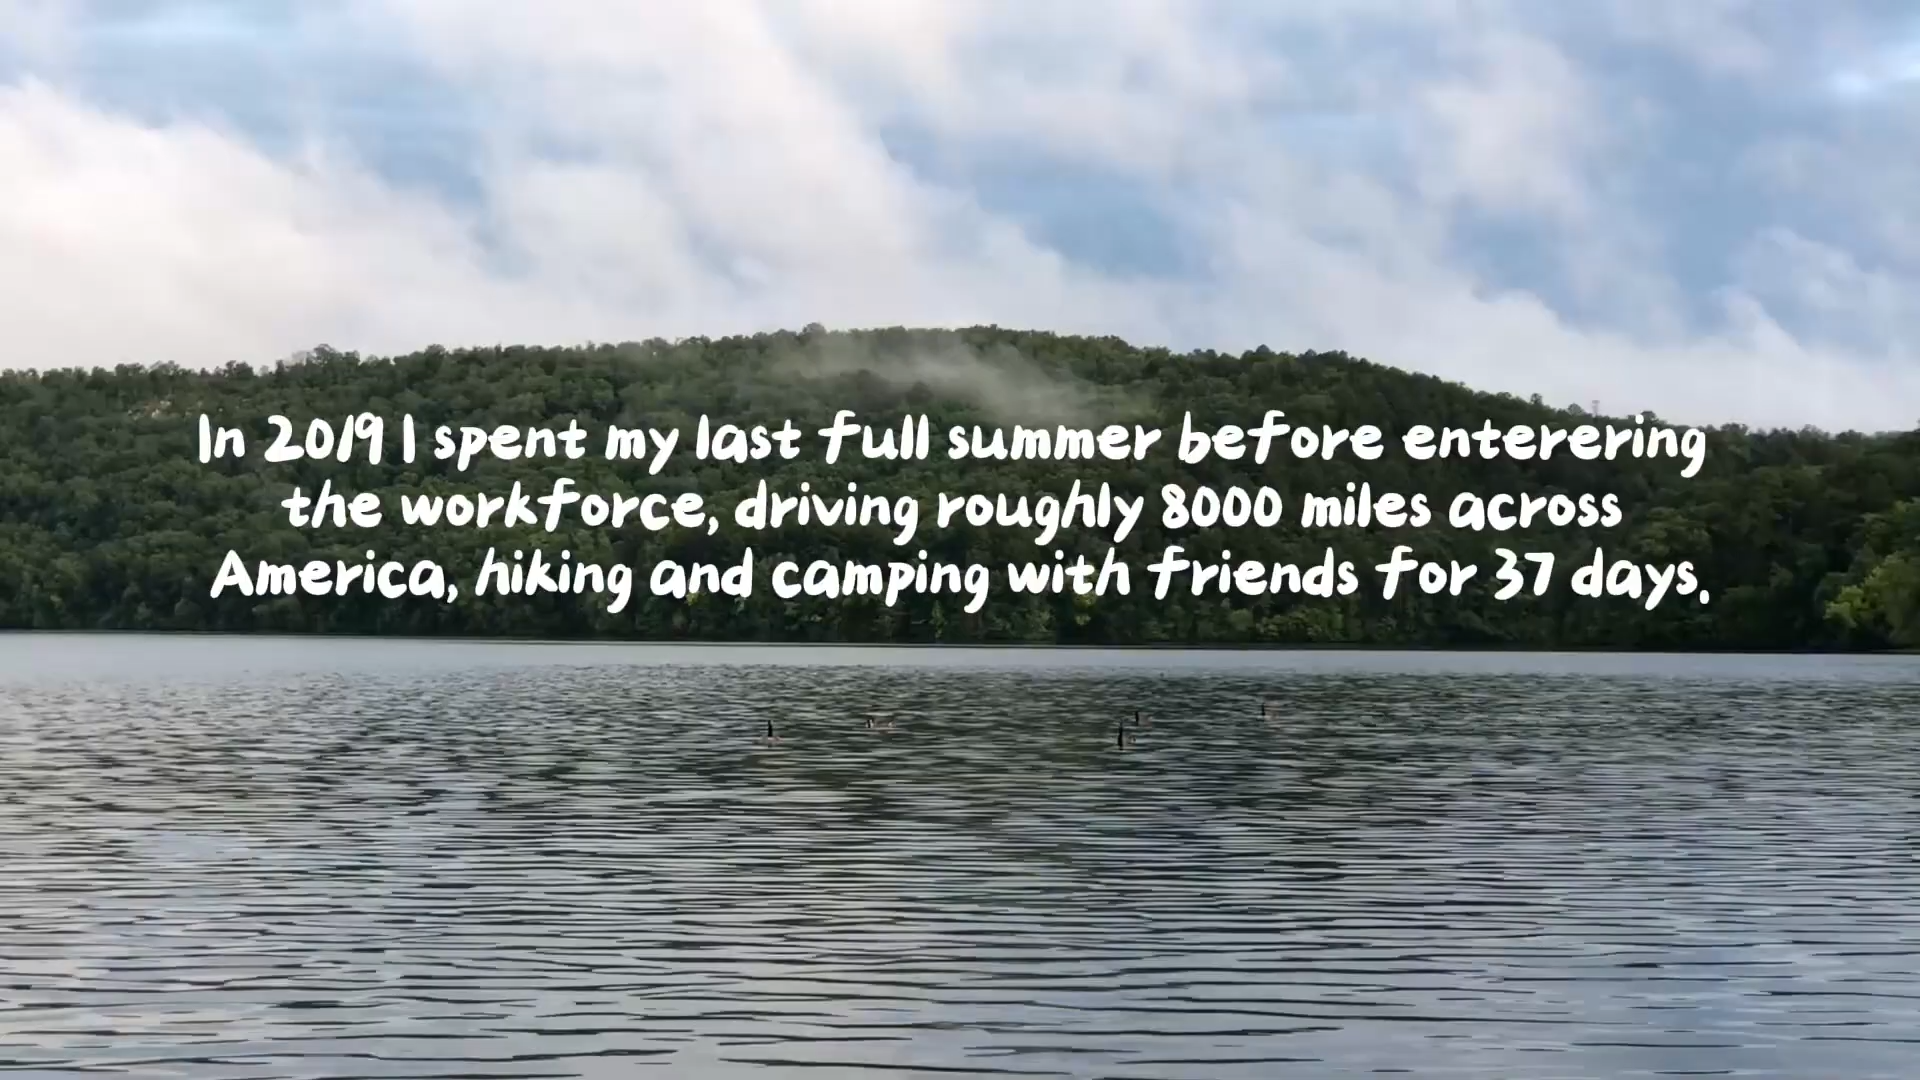 In 2019 I spent my last full summer before enterering
the workforce, driving roughly 8000 miles across
America, hiking and camping with friends for 37 days.